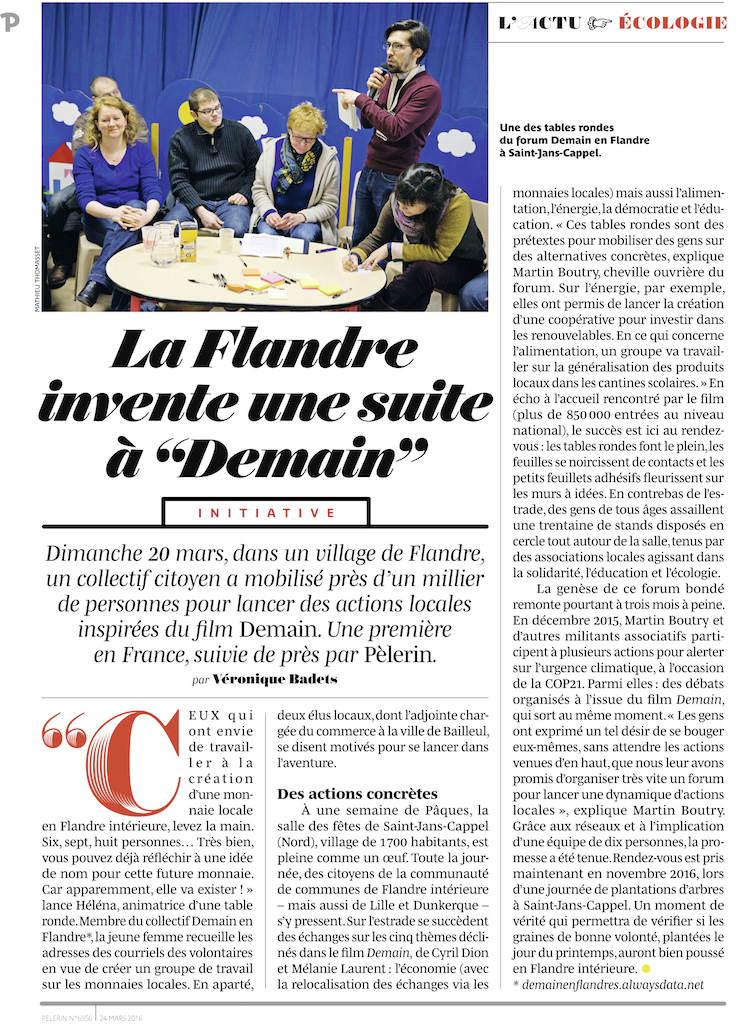 P
L'ACTU ÉCOLOGIE
MATHIEU THOMASSET
Une des tables rondes
du forum Demain en Flandre
à Saint-Jans-Cappel.
La Flandre
invente une suite
à “Demain”
INITIATIVE
Dimanche 20 mars, dans un village de Flandre,
un collectif citoyen a mobilisé près d’un millier
de personnes pour lancer des actions locales
inspirées du film Demain. Une première
en France, suivie de près par Pèlerin.
par Véronique Badets
“CEUX qui
ont envie
de travail-
ler à la
création
d’une mon-
naie locale
en Flandre intérieure, levez la main.
Six, sept, huit personnes… Très bien,
vous pouvez déjà réfléchir à une idée
de nom pour cette future monnaie.
Car apparemment, elle va exister ! »
lance Héléna, animatrice d’une table
ronde. Membre du collectif Demain en
Flandre*, la jeune femme recueille les
adresses des courriels des volontaires
en vue de créer un groupe de travail
sur les monnaies locales. En aparté,
deux élus locaux, dont l’adjointe char-
gée du commerce à la ville de Bailleul,
se disent motivés pour se lancer dans
l’aventure.
Des actions concrètes
À une semaine de Pâques, la
salle des fêtes de Saint-Jans-Cappel
(Nord), village de 1700 habitants, est
pleine comme un œuf. Toute la jour-
née, des citoyens de la communauté
de communes de Flandre intérieure
– mais aussi de Lille et Dunkerque –
s’y pressent. Sur l’estrade se succèdent
des échanges sur les cinq thèmes décli-
nés dans le film Demain, de Cyril Dion
et Mélanie Laurent : l’économie (avec
la relocalisation des échanges via les
monnaies locales) mais aussi l’alimen-
tation, l’énergie, la démocratie et l’édu-
cation. « Ces tables rondes sont des
prétextes pour mobiliser des gens sur
des alternatives concrètes, explique
Martin Boutry, cheville ouvrière du
forum. Sur l’énergie, par exemple,
elles ont permis de lancer la création
d’une coopérative pour investir dans
les renouvelables. En ce qui concerne
l’alimentation, un groupe va travail-
ler sur la généralisation des produits
locaux dans les cantines scolaires. » En
écho à l’accueil rencontré par le film
(plus de 850 000 entrées au niveau
national), le succès est ici au rendez-
vous : les tables rondes font le plein, les
feuilles se noircissent de contacts et les
petits feuillets adhésifs fleurissent sur
les murs à idées. En contrebas de l’es-
trade, des gens de tous âges assaillent
une trentaine de stands disposés en
cercle tout autour de la salle, tenus par
des associations locales agissant dans
la solidarité, l’éducation et l’écologie.
La genèse de ce forum bondé
remonte pourtant à trois mois à peine.
En décembre 2015, Martin Boutry et
d’autres militants associatifs parti-
cipent à plusieurs actions pour alerter
sur l’urgence climatique, à l’occasion
de la COP21. Parmi elles : des débats
organisés à l’issue du film Demain,
qui sort au même moment. « Les gens
ont exprimé un tel désir de se bouger
eux-mêmes, sans attendre les actions
venues d’en haut, que nous leur avons
promis d’organiser très vite un forum
pour lancer une dynamique d’actions
locales », explique Martin Boutry.
Grâce aux réseaux et à l’implication
d’une équipe de dix personnes, la pro-
messe a été tenue. Rendez-vous est pris
maintenant en novembre 2016, lors
d’une journée de plantations d’arbres
à Saint-Jans-Cappel. Un moment de
vérité qui permettra de vérifier si les
graines de bonne volonté, plantées le
jour du printemps, auront bien poussé
en Flandre intérieure.
* demainenflandres.alwaysdata.net
PÈLERIN N°6956 24 MARS 2016